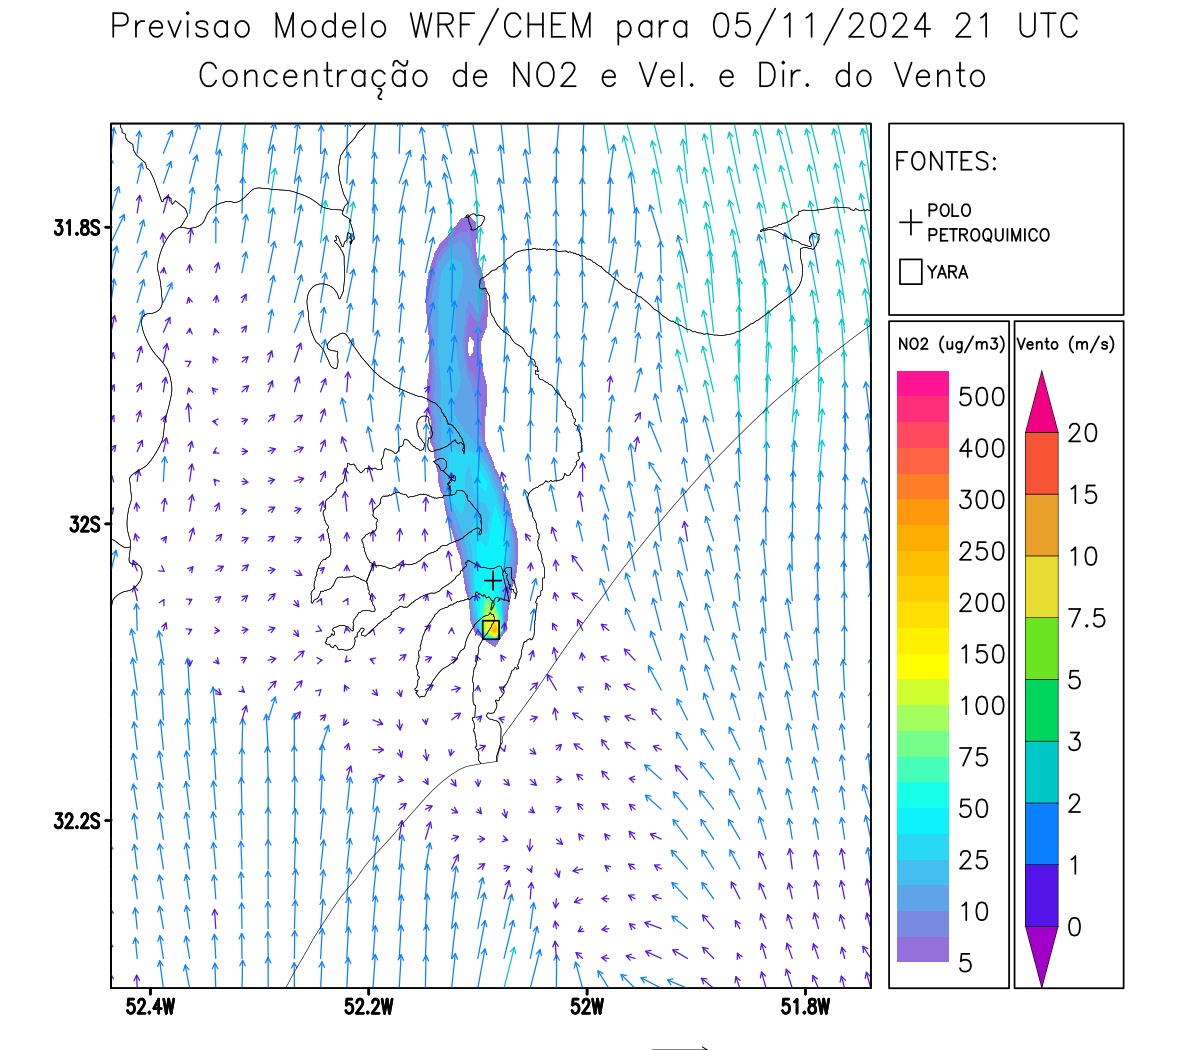 Previsao Modelo WRF/CHEM para 05/11/2024 21 UTC
Concentração de NO2 e Vel. e Dir. do Vento
FONTES:
POLO
PETROQUIMICO
YARA
NO2 (ug/m3)
500
400
300
250
200
150
100
75
50
25
10
5
Vento (m/s)
20
15
10
7.5
5
3
2
1
0
31.8S
32S
32.2S
52.4W
52.2W
52W
51.8W